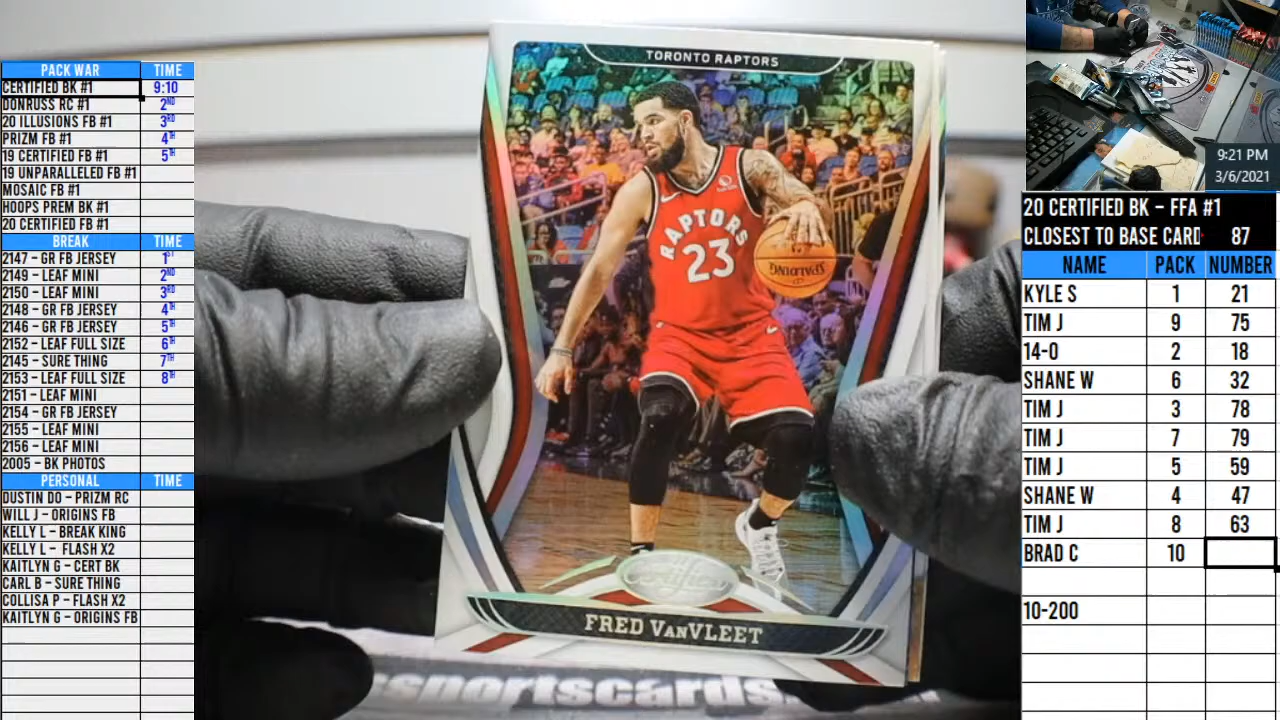 PACK WAR TIME
CERTIFIED BK #1 9:10
DONRUSS RC #1 2ND
20 ILLUSIONS FB #1 3RD
PRIZM FB #1 4TH
19 CERTIFIED FB #1 5TH
19 UNPARALLELED FB #1
MOSAIC FB #1
HOOPS PREM BK #1
20 CERTIFIED FB #1
BREAK TIME
2147 – GR FB JERSEY 1ST
2149 – LEAF MINI 2ND
2150 – LEAF MINI 3RD
2148 – GR FB JERSEY 4TH
2146 – GR FB JERSEY 5TH
2152 – LEAF FULL SIZE 6TH
2145 – SURE THING 7TH
2153 – LEAF FULL SIZE 8TH
2151 – LEAF MINI
2154 – GR FB JERSEY
2155 – LEAF MINI
2156 – LEAF MINI
2005 – BK PHOTOS
PERSONAL TIME
DUSTIN DO – PRIZM RC
WILL J – ORIGINS FB
KELLY L – BREAK KING
KELLY L – FLASH X2
KAITLYN G – CERT BK
CARL B – SURE THING
COLLISA P – FLASH X2
KAITLYN G – ORIGINS FB
TORONTO RAPTORS
RAPTORS
23
SPALDING
Certified
FRED VANVLEET
sportscards.
9:21 PM
3/6/2021
20 CERTIFIED BK – FFA #1
CLOSEST TO BASE CARD 87
NAME PACK NUMBER
KYLE S 1 21
TIM J 9 75
14-0 2 18
SHANE W 6 32
TIM J 3 78
TIM J 7 79
TIM J 5 59
SHANE W 4 47
TIM J 8 63
BRAD C 10
10-200